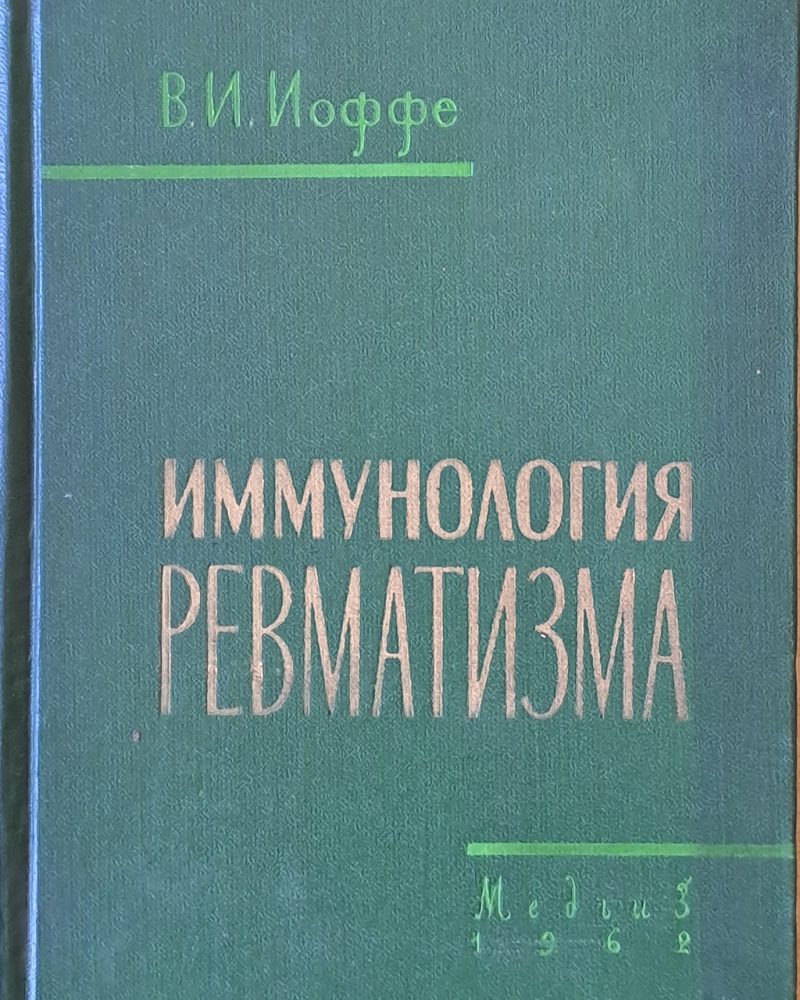 В. И. Иоффе
ИММУНОЛОГИЯ
РЕВМАТИЗМА
Медгиз
1962